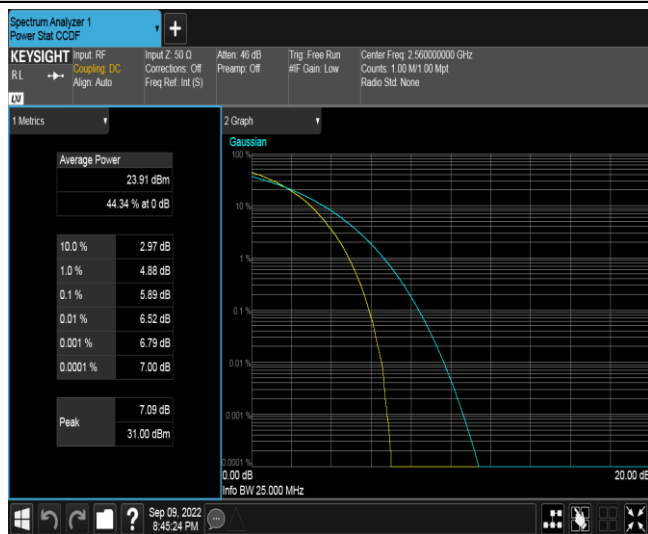 Spectrum Analyzer 1
Power Stat CCDF
+
KEYSIGHT Input: RF Input Z: 50 Ω Atten: 46 dB Trig: Free Run Center Freq: 2.560000000 GHz
RL Coupling: DC Corrections: Off Preamp: Off #IF Gain: Low Counts: 1.00 M/1.00 Mpt
Align: Auto Freq Ref: Int (S) Radio Std: None
LXI
1 Metrics
Average Power
23.91 dBm
44.34 % at 0 dB
10.0 % 2.97 dB
1.0 % 4.88 dB
0.1 % 5.89 dB
0.01 % 6.52 dB
0.001 % 6.79 dB
0.0001 % 7.00 dB
Peak 7.09 dB
31.00 dBm
2 Graph
Gaussian
100 %
10 %
1 %
0.1 %
0.01 %
0.001 %
0.0001 %
0.00 dB 20.00 dB
Info BW 25.000 MHz
? Sep 09, 2022
8:45:24 PM